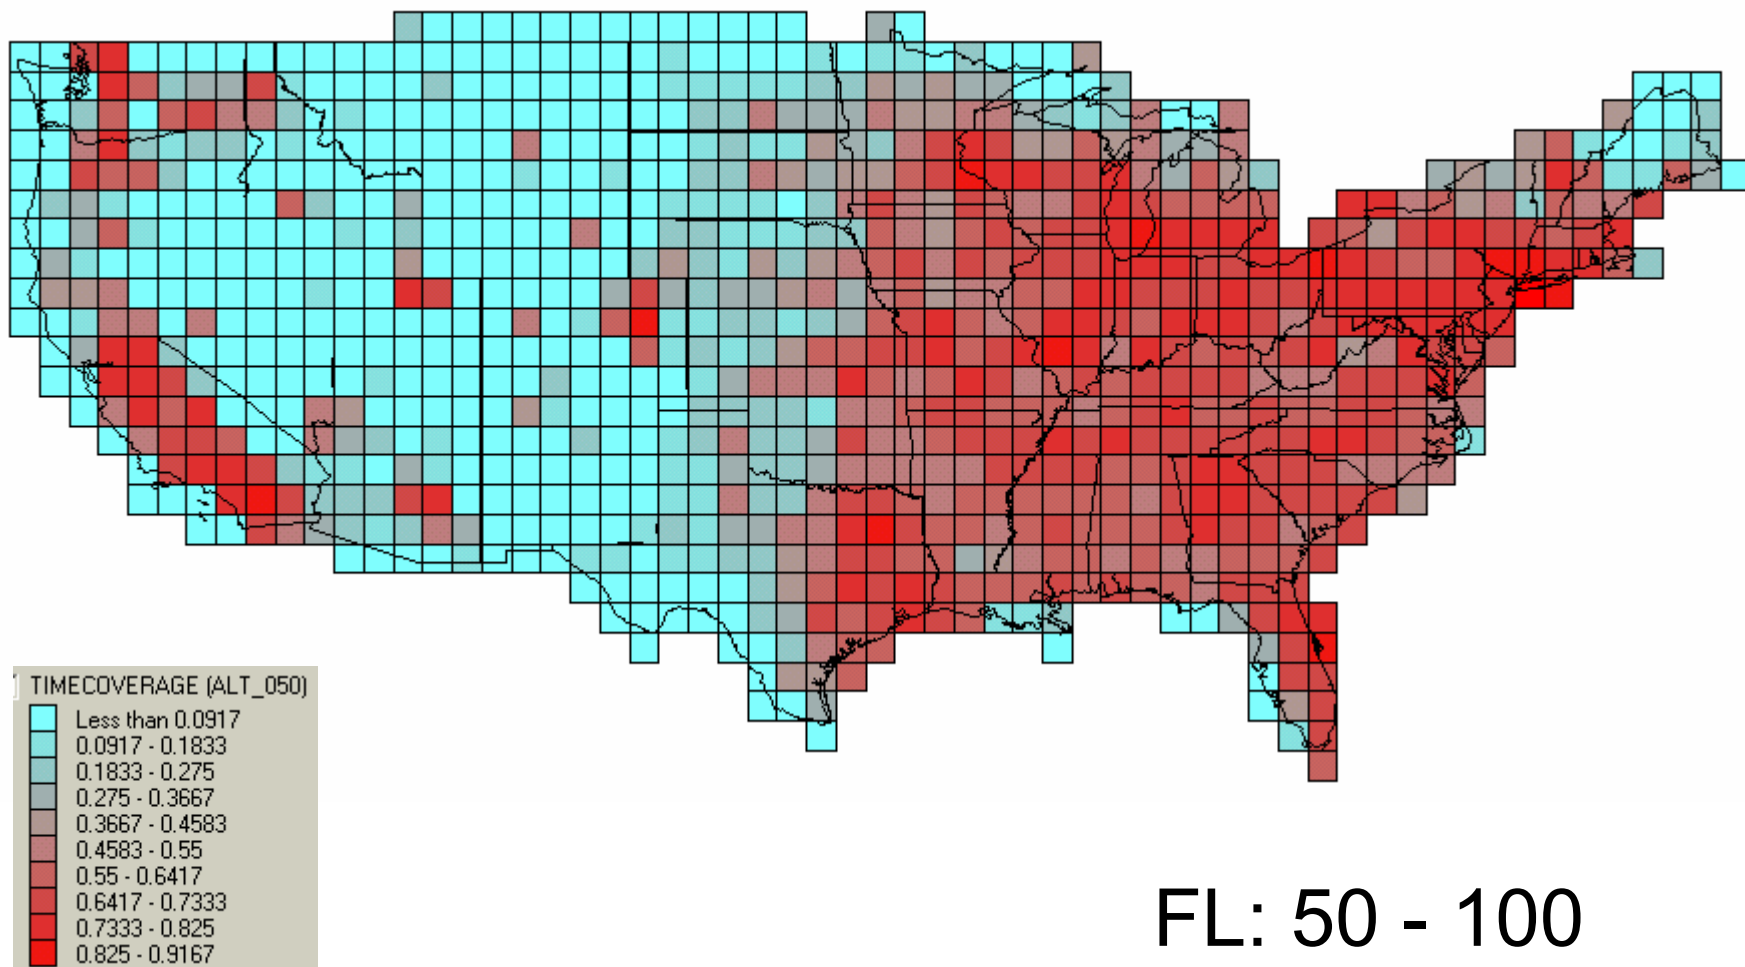 TIMECOVERAGE (ALT_050)
Less than 0.0917
0.0917 - 0.1833
0.1833 - 0.275
0.275 - 0.3667
0.3667 - 0.4583
0.4583 - 0.55
0.55 - 0.6417
0.6417 - 0.7333
0.7333 - 0.825
0.825 - 0.9167
FL: 50 - 100